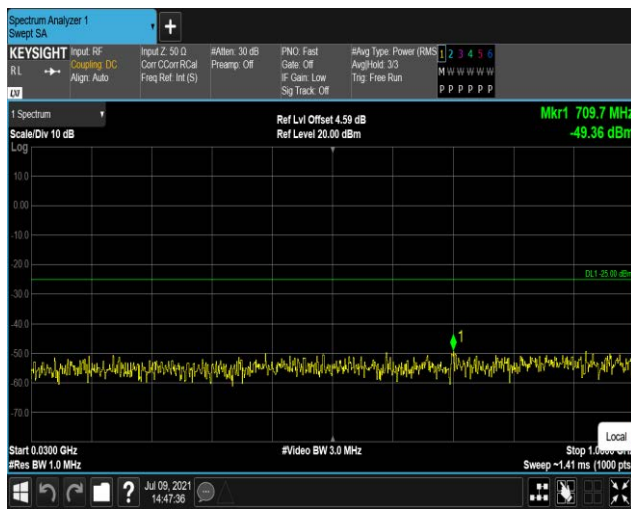 Spectrum Analyzer 1
Swept SA
+
KEYSIGHT Input: RF Input Z: 50 Ω #Atten: 30 dB PNO: Fast #Avg Type: Power (RMS 1 2 3 4 5 6
RL Coupling: DC Corr CCorr RCal Preamp: Off Gate: Off Avg|Hold: 3/3 M W W W W W
Align: Auto Freq Ref: Int (S) IF Gain: Low Trig: Free Run
LXI Sig Track: Off P P P P P P
1 Spectrum Ref Lvl Offset 4.59 dB Mkr1 709.7 MHz
Scale/Div 10 dB Ref Level 20.00 dBm -49.36 dBm
Log
10.0
0.00
-10.0
-20.0
DL1 -25.00 dBm
-30.0
-40.0
1
-50.0
-60.0
-70.0
Local
Start 0.0300 GHz #Video BW 3.0 MHz Stop
#Res BW 1.0 MHz Sweep ~1.41 ms (1000 pts
? Jul 09, 2021
14:47:36